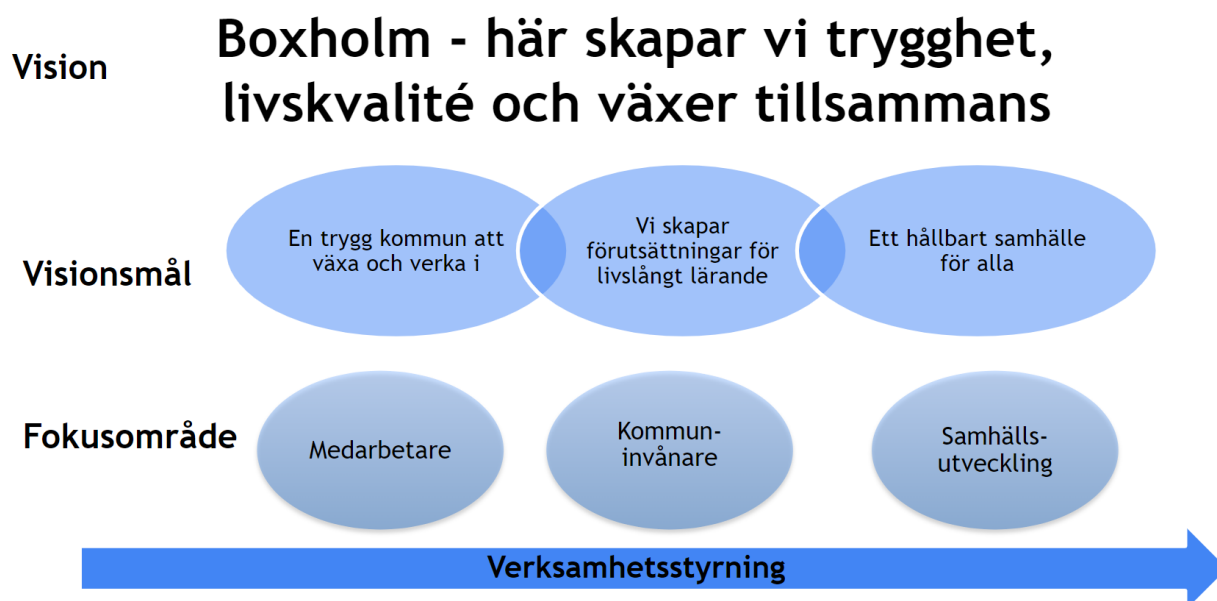 Vision
Boxholm - här skapar vi trygghet,
livskvalité och växer tillsammans
Visionsmål
En trygg kommun att
växa och verka i
Vi skapar
förutsättningar för
livslångt lärande
Ett hållbart samhälle
för alla
Fokusområde
Medarbetare
Kommun-
invånare
Samhälls-
utveckling
Verksamhetsstyrning